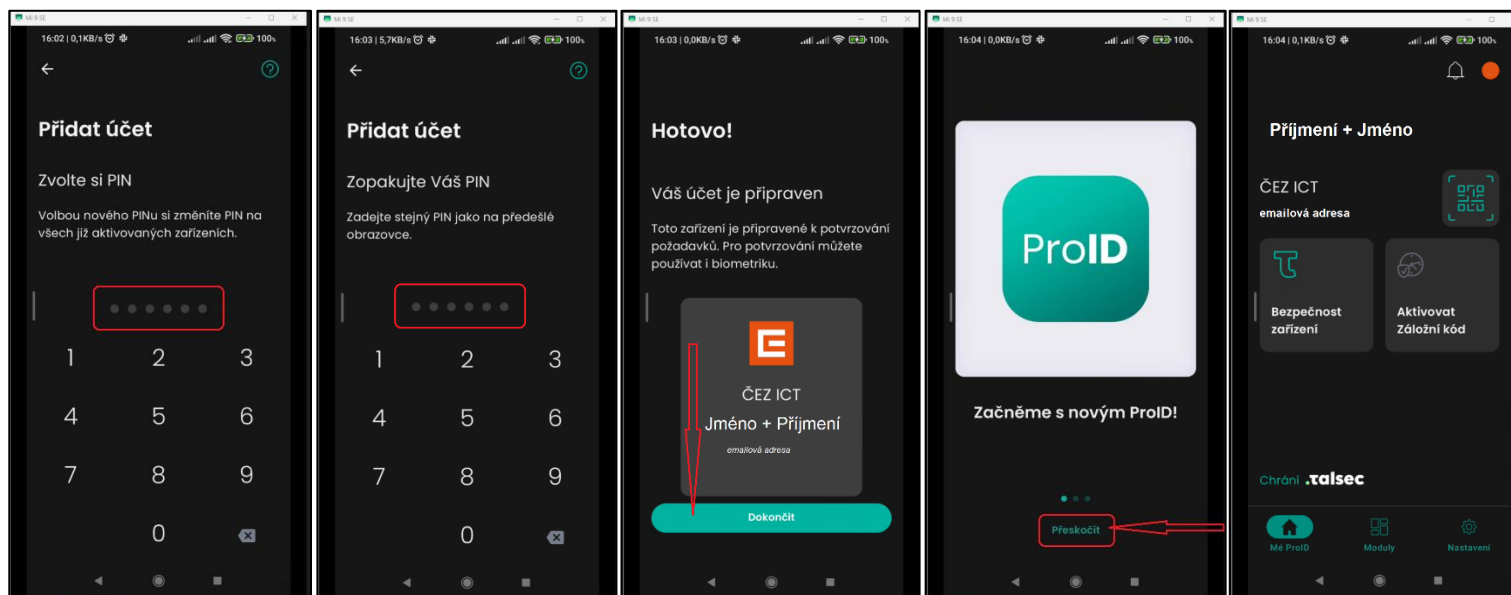 Mi 9 SE
16:02 | 0,1KB/s
100%
Přidat účet
Zvolte si PIN
Volbou nového PINu si změníte PIN na
všech již aktivovaných zařízeních.
1 2 3
4 5 6
7 8 9
0
Mi 9 SE
16:03 | 5,7KB/s
100%
Přidat účet
Zopakujte Váš PIN
Zadejte stejný PIN jako na předešlé
obrazovce.
1 2 3
4 5 6
7 8 9
0
Mi 9 SE
16:03 | 0,0KB/s
100%
Hotovo!
Váš účet je připraven
Toto zařízení je připravené k potvrzování
požadavků. Pro potvrzování můžete
používat i biometriku.
ČEZ ICT
Jméno + Příjmení
emailová adresa
Dokončit
Mi 9 SE
16:04 | 0,0KB/s
100%
ProID
Začněme s novým ProID!
Přeskočit
Mi 9 SE
16:04 | 0,1KB/s
100%
Příjmení + Jméno
ČEZ ICT
emailová adresa
Bezpečnost
zařízení
Aktivovat
Záložní kód
Chrání .talsec
Mé ProID
Moduly
Nastavení